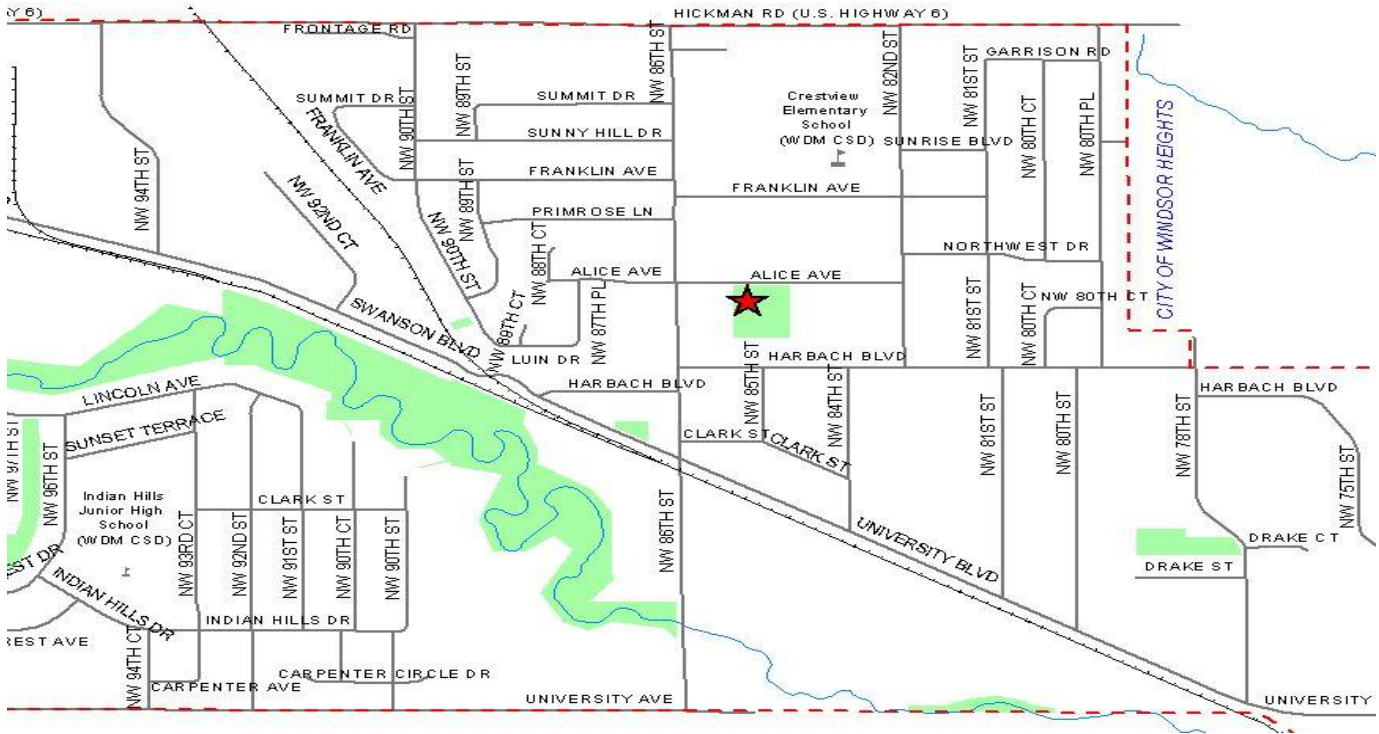 Y 6)
HICKMAN RD (U.S. HIGHWAY 6)
FRONTAGE RD
GARRISON RD
NW 86TH ST
NW 82ND ST
NW 81ST ST
NW 89TH ST
NW 90TH ST
SUMMIT DR
SUMMIT DR
Crestview
Elementary
School
(WDM CSD)
SUNNY HILL DR
SUNRISE BLVD
NW 80TH CT
NW 80TH PL
CITY OF WINDSOR HEIGHTS
FRANKLIN AVE
FRANKLIN AVE
FRANKLIN AVE
NW 94TH ST
NW 92ND CT
NW 89TH ST
NW 90TH ST
PRIMROSE LN
NW 88TH CT
NORTHWEST DR
ALICE AVE
ALICE AVE
NW 80TH CT
SWANSON BLVD
NW 88TH CT
NW 87TH PL
NW 81ST ST
NW 80TH CT
LUIN DR
HARBACH BLVD
HARBACH BLVD
HARBACH BLVD
LINCOLN AVE
SUNSET TERRACE
NW 85TH ST
NW 84TH ST
CLARK ST
CLARK ST
NW 81ST ST
NW 80TH ST
NW 78TH ST
NW 75TH ST
NW 97TH ST
NW 96TH ST
Indian Hills
Junior High
School
(WDM CSD)
CLARK ST
NW 93RD CT
NW 92ND ST
NW 91ST ST
NW 90TH CT
NW 90TH ST
NW 86TH ST
UNIVERSITY BLVD
DRAKE CT
DRAKE ST
EST DR
INDIAN HILLS DR
INDIAN HILLS DR
REST AVE
NW 94TH CT
CARPENTER CIRCLE DR
CARPENTER AVE
UNIVERSITY AVE
UNIVERSITY